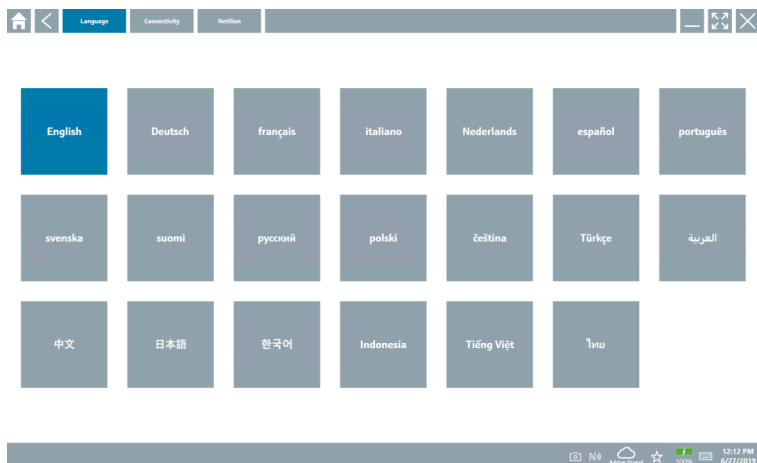 Language Connectivity Netilion
English Deutsch français italiano Nederlands español português
svenska suomi русский polski čeština Türkçe العربية
中文 日本語 한국어 Indonesia Tiếng Việt ไทย
100% 12:12 PM
6/27/2019